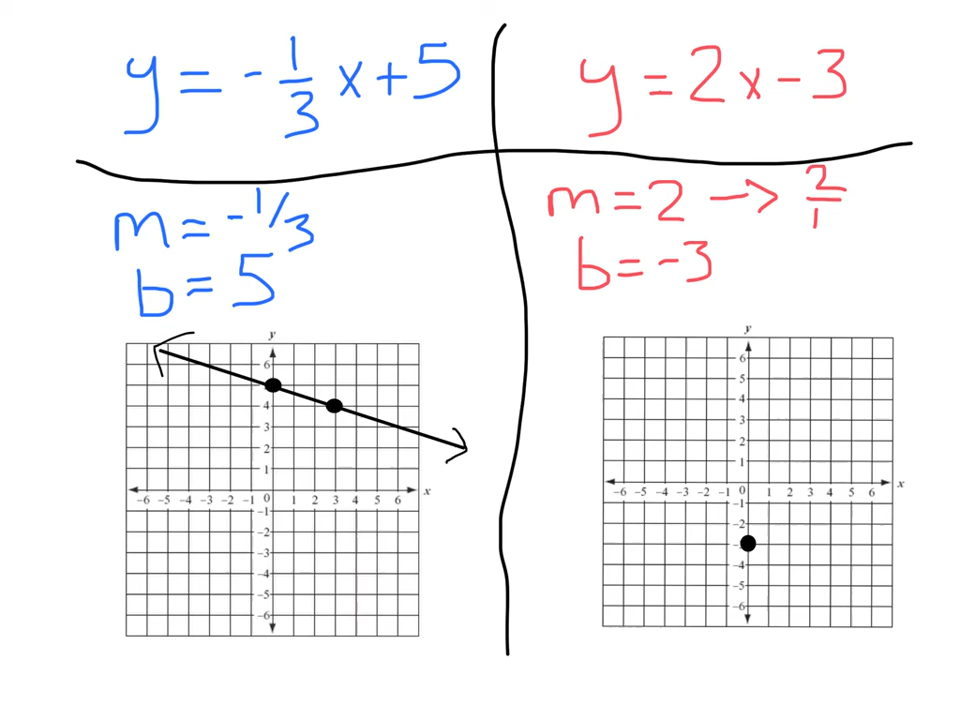 y = -1/3 x + 5
m = -1/3
b = 5
y
6
4
3
2
1
-6 -5 -4 -3 -2 -1 0 1 2 3 4 5 6 x
-1
-2
-3
-4
-5
-6
y = 2x - 3
m = 2 → 2/1
b = -3
y
6
5
4
3
2
1
-6 -5 -4 -3 -2 -1 0 1 2 3 4 5 6 x
-1
-2
-4
-5
-6